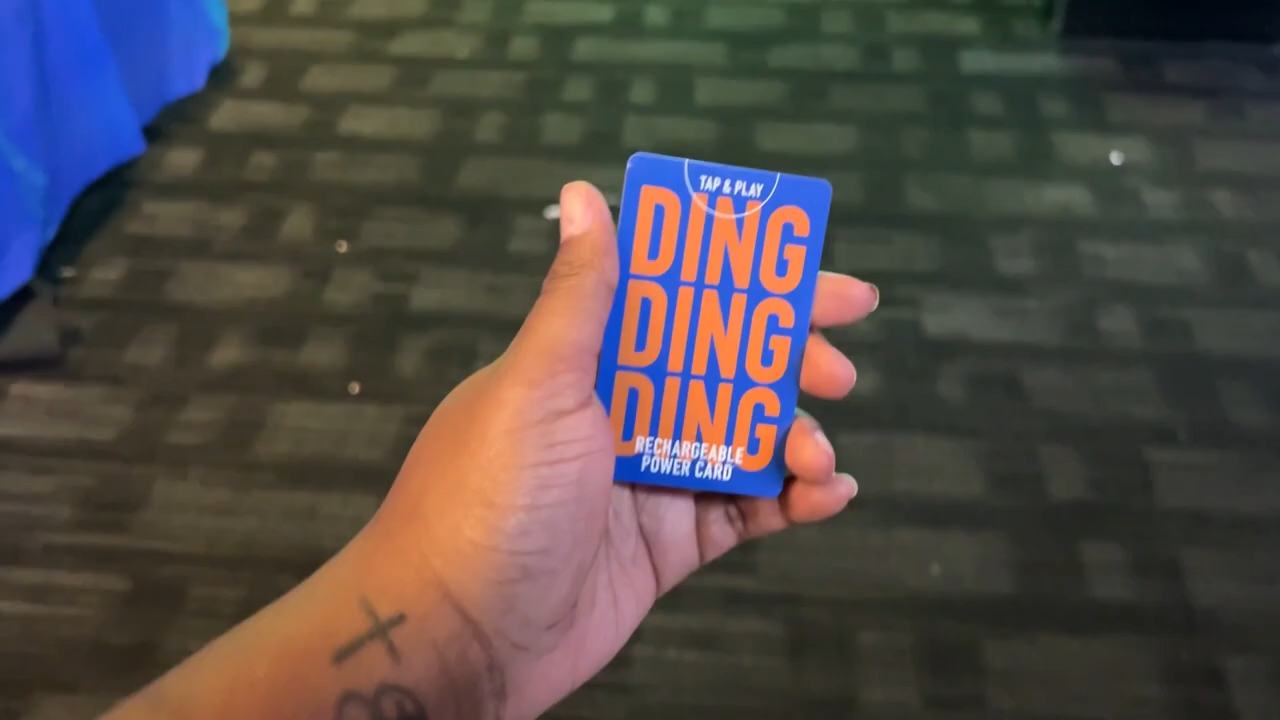 TAP & PLAY
DING
DING
DING
RECHARGEABLE
POWER CARD